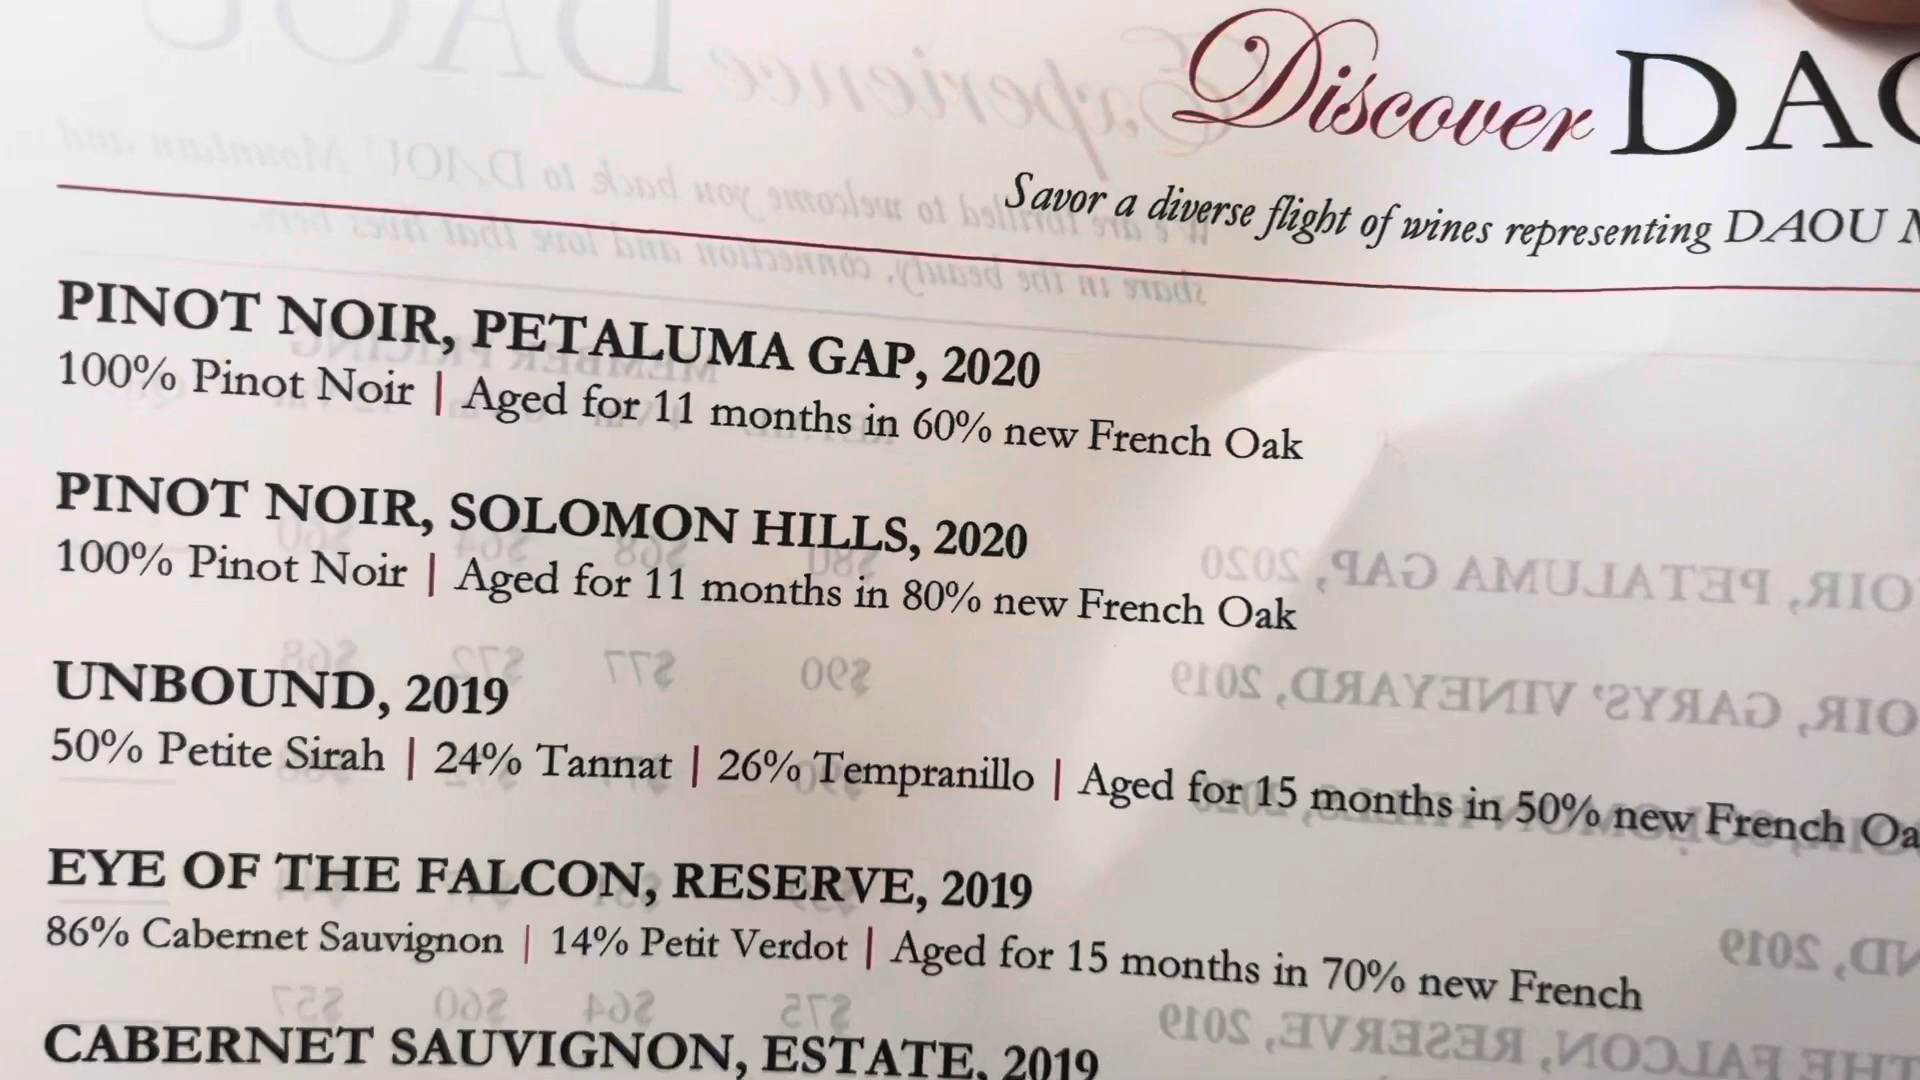 Discover DAO
Savor a diverse flight of wines representing DAOU
PINOT NOIR, PETALUMA GAP, 2020
100% Pinot Noir | Aged for 11 months in 60% new French Oak
PINOT NOIR, SOLOMON HILLS, 2020
100% Pinot Noir | Aged for 11 months in 80% new French Oak
UNBOUND, 2019
50% Petite Sirah | 24% Tannat | 26% Tempranillo | Aged for 15 months in 50% new French Oa
EYE OF THE FALCON, RESERVE, 2019
86% Cabernet Sauvignon | 14% Petit Verdot | Aged for 15 months in 70% new French
CABERNET SAUVIGNON, ESTATE, 2019